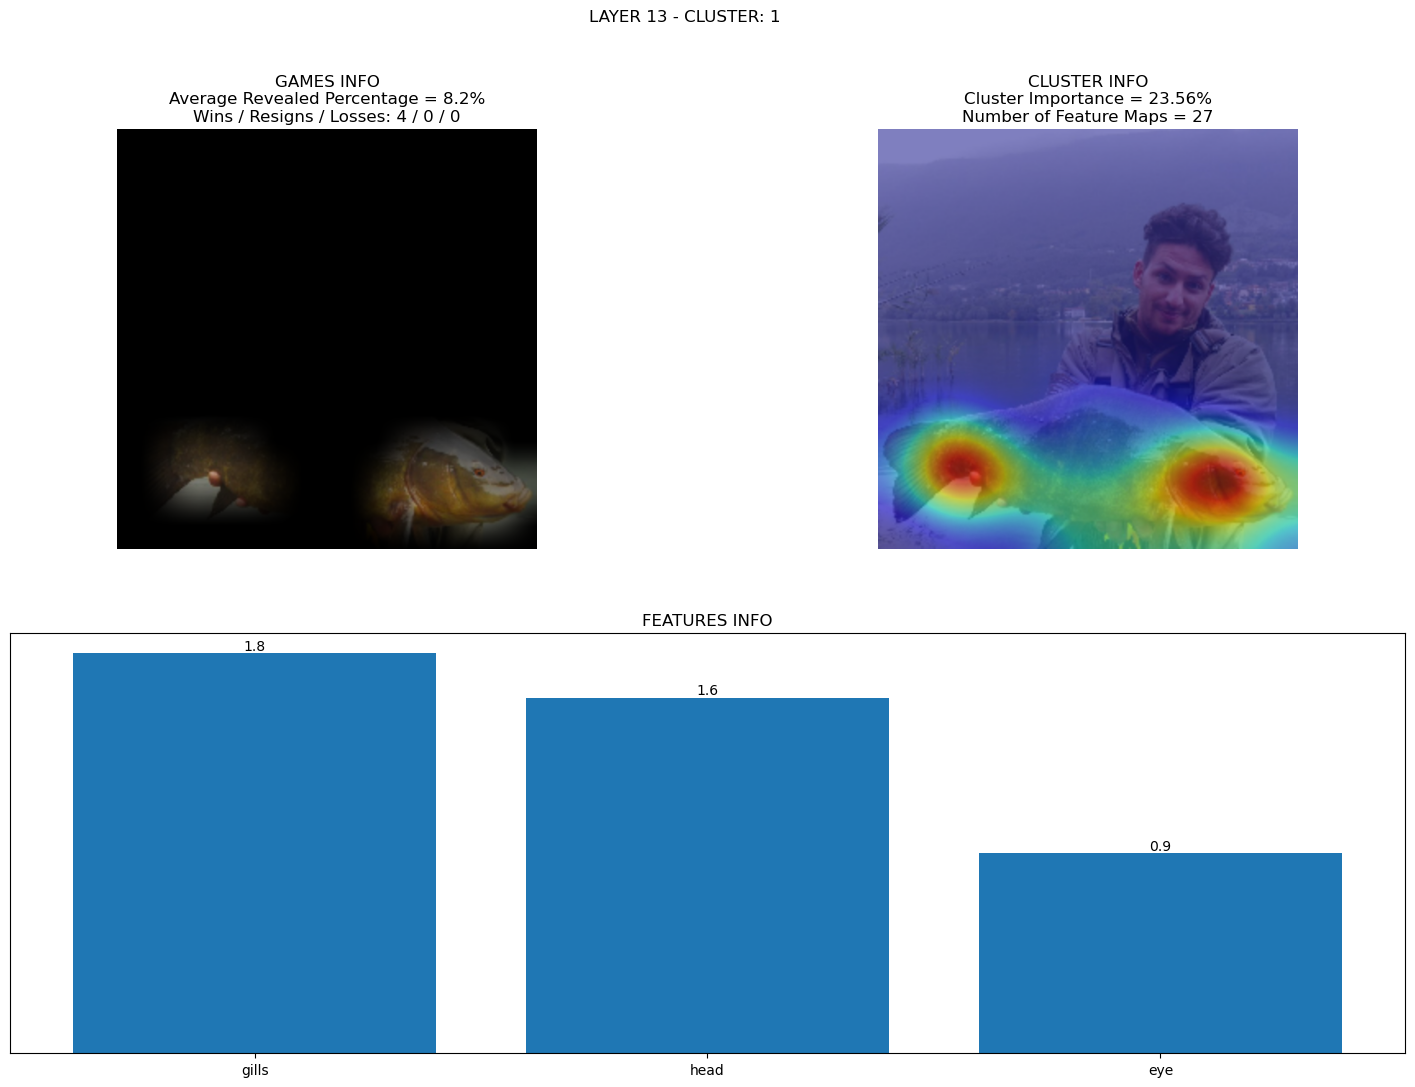 LAYER 13 - CLUSTER: 1
GAMES INFO
Average Revealed Percentage = 8.2%
Wins / Resigns / Losses: 4 / 0 / 0
CLUSTER INFO
Cluster Importance = 23.56%
Number of Feature Maps = 27
FEATURES INFO
1.8
1.6
0.9
gills
head
eye